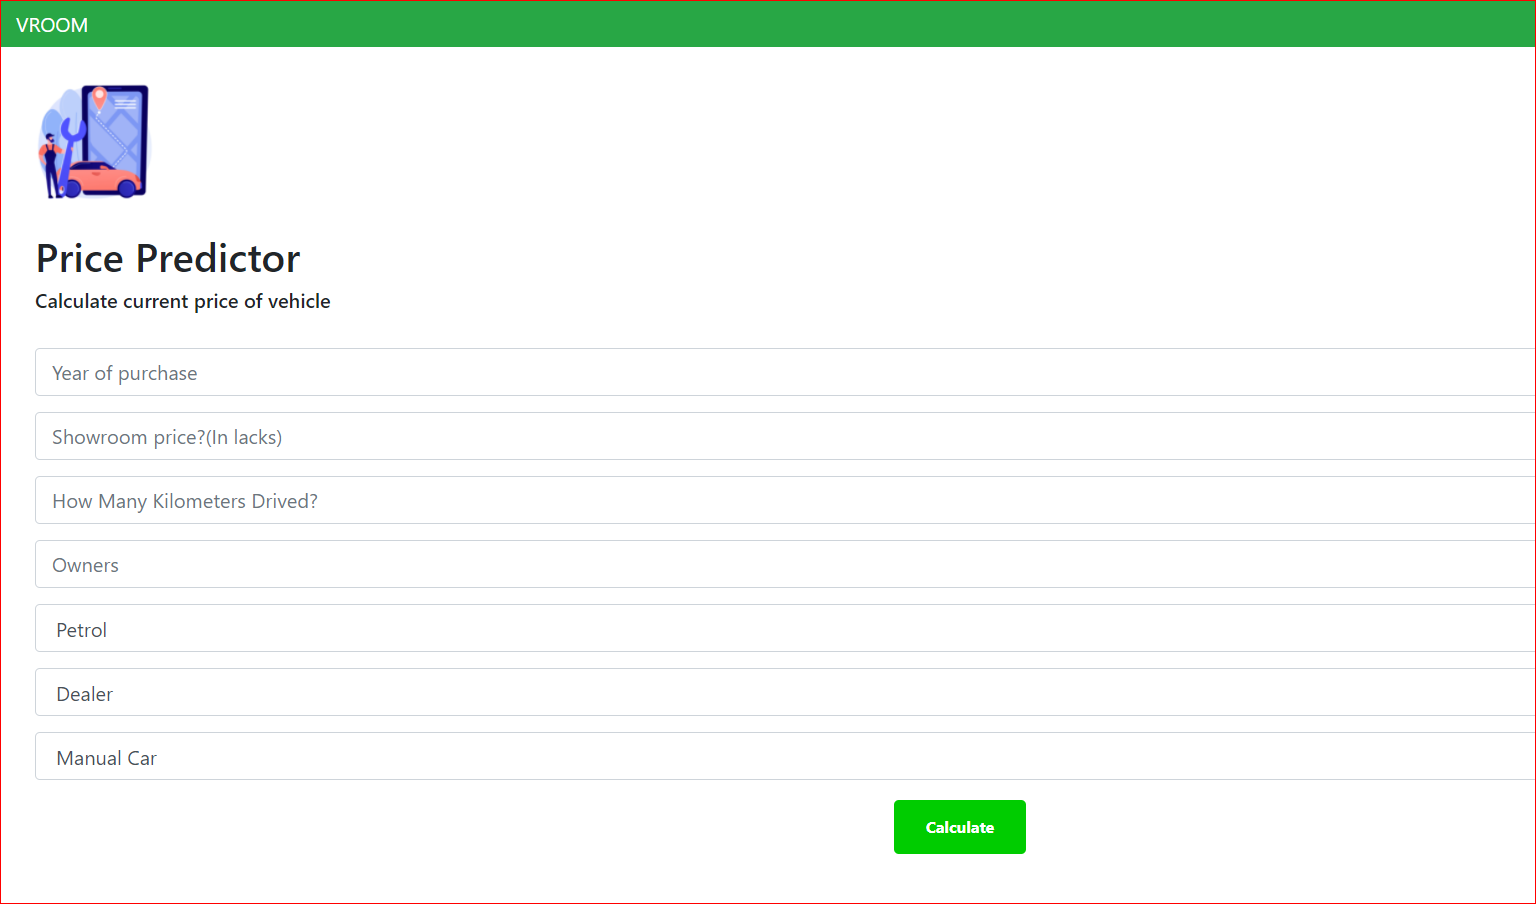 VROOM
Price Predictor
Calculate current price of vehicle
Year of purchase
Showroom price?(In lacks)
How Many Kilometers Drived?
Owners
Petrol
Dealer
Manual Car
Calculate